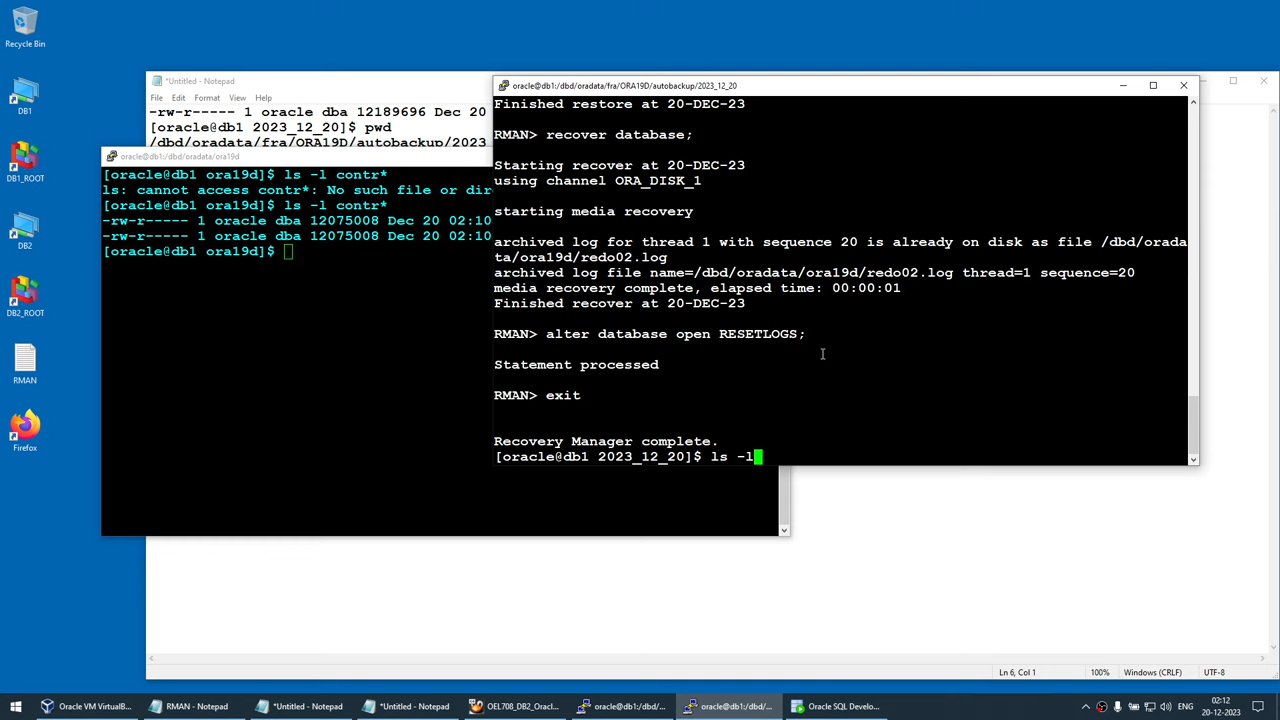 Recycle Bin
DB1
DB1_ROOT
DB2
DB2_ROOT
RMAN
Firefox
*Untitled - Notepad
File Edit Format View Help
-rw-r----- 1 oracle dba 12189696 Dec 20
[oracle@db1 2023_12_20]$ pwd
/dbd/oradata/fra/ORA19D/autobackup/2023
oracle@db1:/dbd/oradata/ora19d
[oracle@db1 ora19d]$ ls -l contr*
ls: cannot access contr*: No such file or dire
[oracle@db1 ora19d]$ ls -l contr*
-rw-r----- 1 oracle dba 12075008 Dec 20 02:10
-rw-r----- 1 oracle dba 12075008 Dec 20 02:10
[oracle@db1 ora19d]$
oracle@db1:/dbd/oradata/fra/ORA19D/autobackup/2023_12_20
Finished restore at 20-DEC-23
RMAN> recover database;
Starting recover at 20-DEC-23
using channel ORA_DISK_1
starting media recovery
archived log for thread 1 with sequence 20 is already on disk as file /dbd/orada
ta/ora19d/redo02.log
archived log file name=/dbd/oradata/ora19d/redo02.log thread=1 sequence=20
media recovery complete, elapsed time: 00:00:01
Finished recover at 20-DEC-23
RMAN> alter database open RESETLOGS;
Statement processed
RMAN> exit
Recovery Manager complete.
[oracle@db1 2023_12_20]$ ls -l
Ln 6, Col 1 100% Windows (CRLF) UTF-8
Oracle VM VirtualB... RMAN - Notepad *Untitled - Notepad *Untitled - Notepad OEL708_DB2_Oracl... oracle@db1:/dbd/... oracle@db1:/dbd/... Oracle SQL Develo...
02:12
20-12-2023